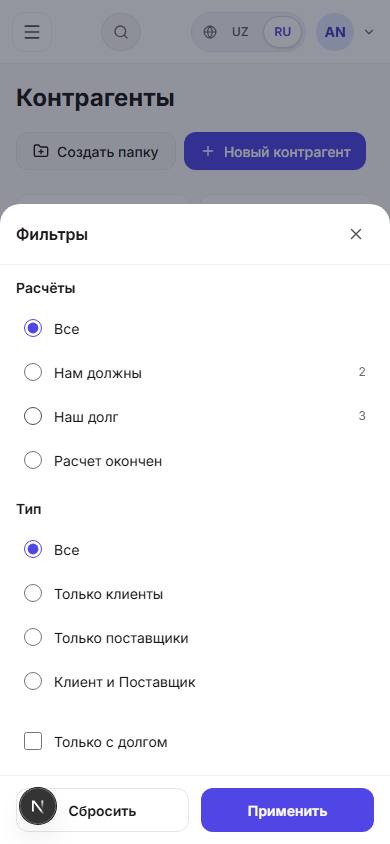 UZ
RU
AN
Контрагенты
Создать папку
Новый контрагент
Фильтры
Расчёты
Все
Нам должны
2
Наш долг
3
Расчет окончен
Тип
Все
Только клиенты
Только поставщики
Клиент и Поставщик
Только с долгом
N
Сбросить
Применить